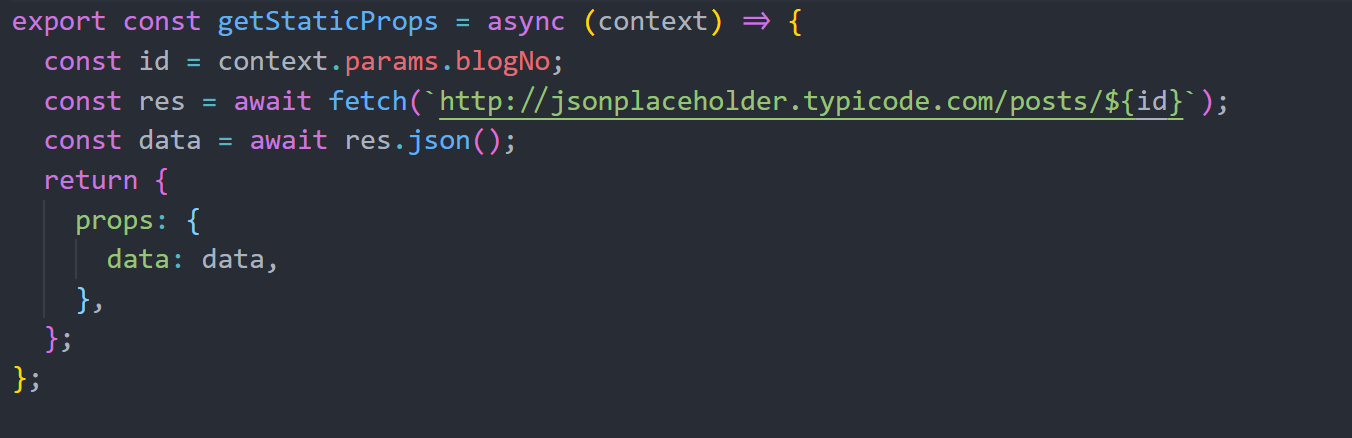 export const getStaticProps = async (context) => {
  const id = context.params.blogNo;
  const res = await fetch(`http://jsonplaceholder.typicode.com/posts/${id}`);
  const data = await res.json();
  return {
    props: {
      data: data,
    },
  };
};